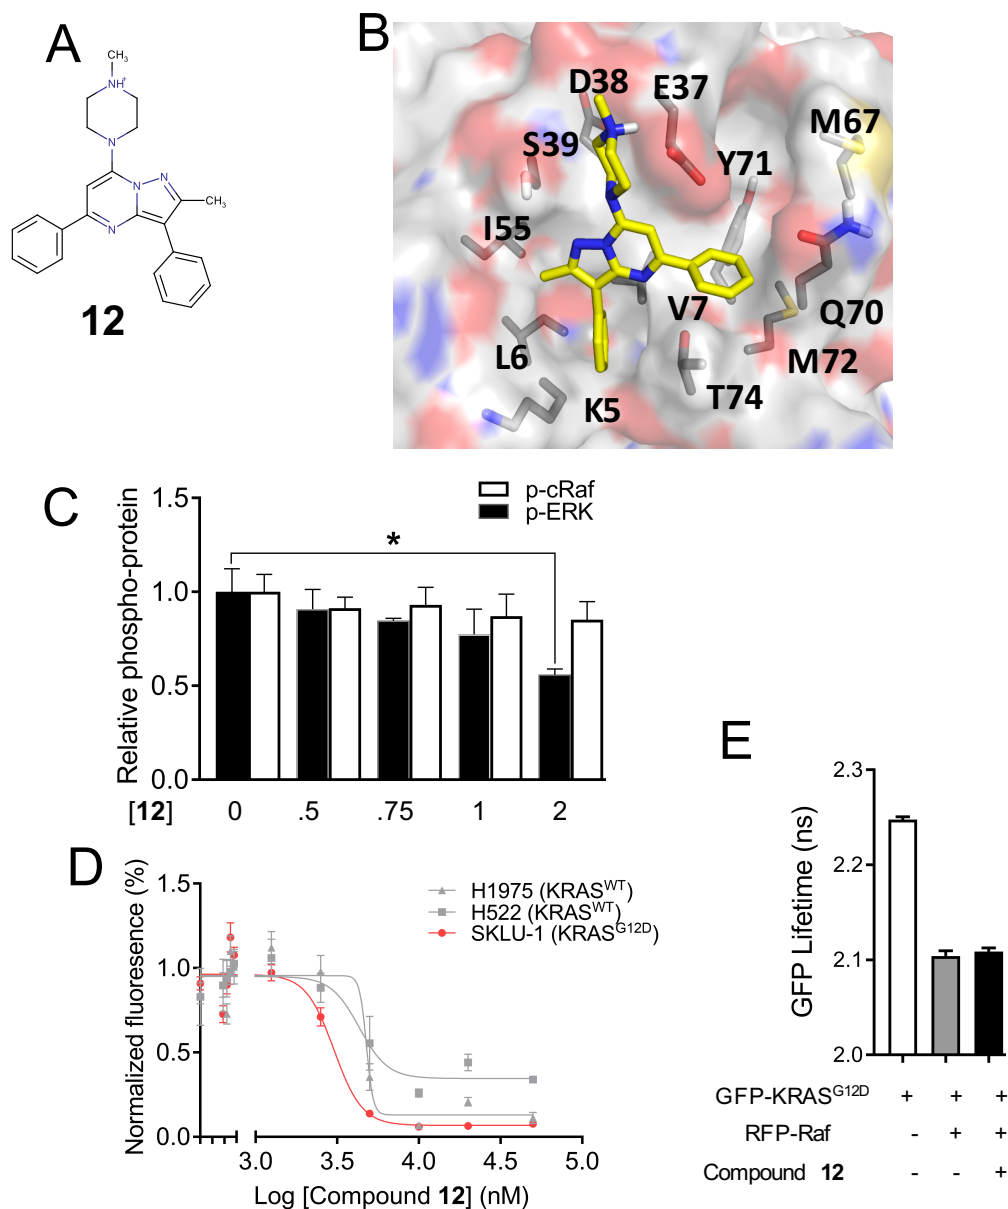 A
CH₃
NH⁺
N
N
N
N
CH₃
12
B
D38
E37
M67
S39
Y71
I55
V7
Q70
L6
M72
K5
T74
C
p-cRaf
p-ERK
Relative phospho-protein
1.5
1.0
0.5
0.0
*
[12] 0 .5 .75 1 2
D
Normalized fluoresence (%)
1.5
1.0
0.5
0.0
H1975 (KRASᵂᵀ)
H522 (KRASᵂᵀ)
SKLU-1 (KRASᴳ¹²ᴰ)
3.0 3.5 4.0 4.5 5.0
Log [Compound 12] (nM)
E
GFP Lifetime (ns)
2.3
2.2
2.1
2.0
GFP-KRASᴳ¹²ᴰ + + +
RFP-Raf - + +
Compound 12 - - +